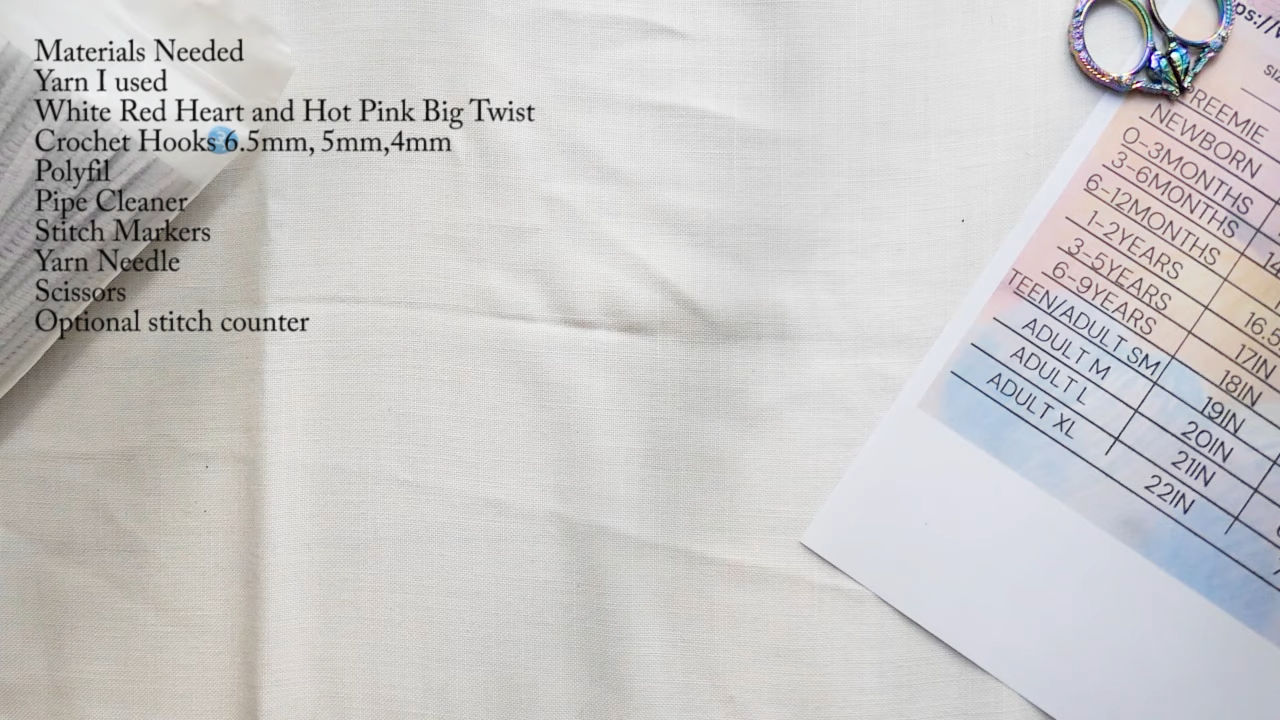 Materials Needed
Yarn I used
White Red Heart and Hot Pink Big Twist
Crochet Hooks 6.5mm, 5mm,4mm
Polyfil
Pipe Cleaner
Stitch Markers
Yarn Needle
Scissors
Optional stitch counter
PREEMIE
NEWBORN
0-3MONTHS
3-6MONTHS
6-12MONTHS
1-2YEARS
3-5YEARS 16.5
6-9YEARS 17IN
TEEN/ADULT SM 18IN
ADULT M 19IN
ADULT L 20IN
ADULT XL 21IN
22IN